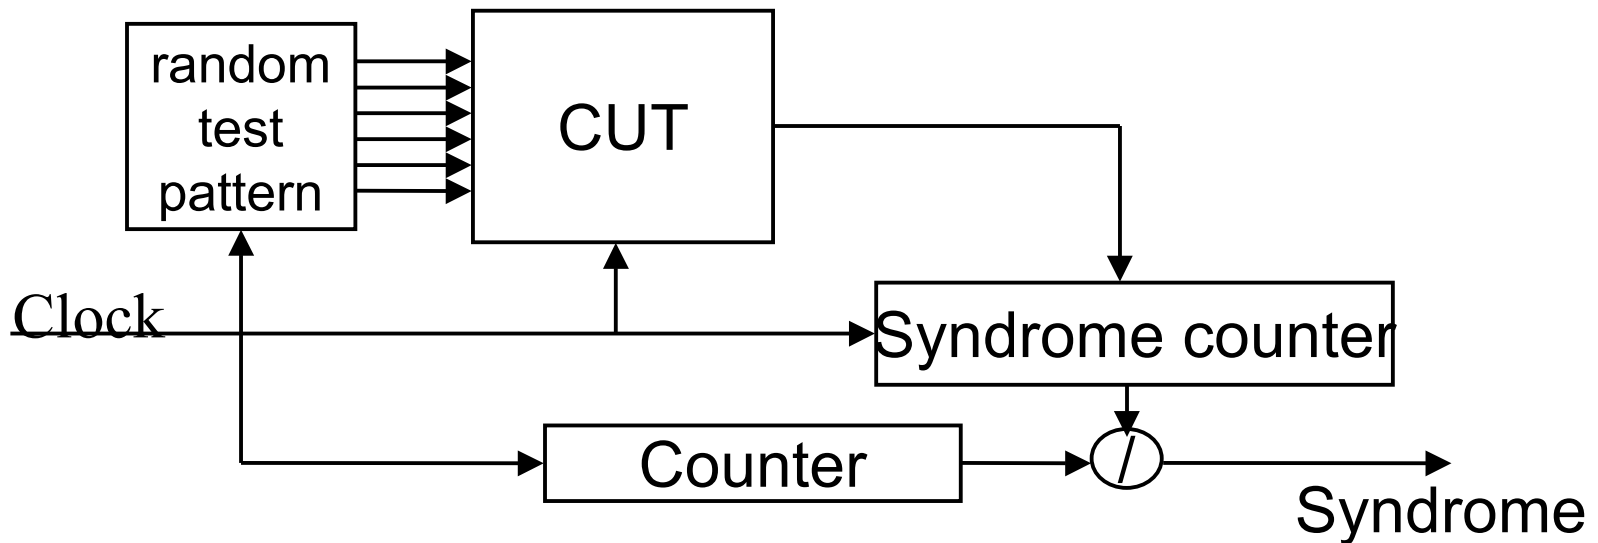 random
test
pattern
CUT
Clock
Syndrome counter
Counter
/
Syndrome